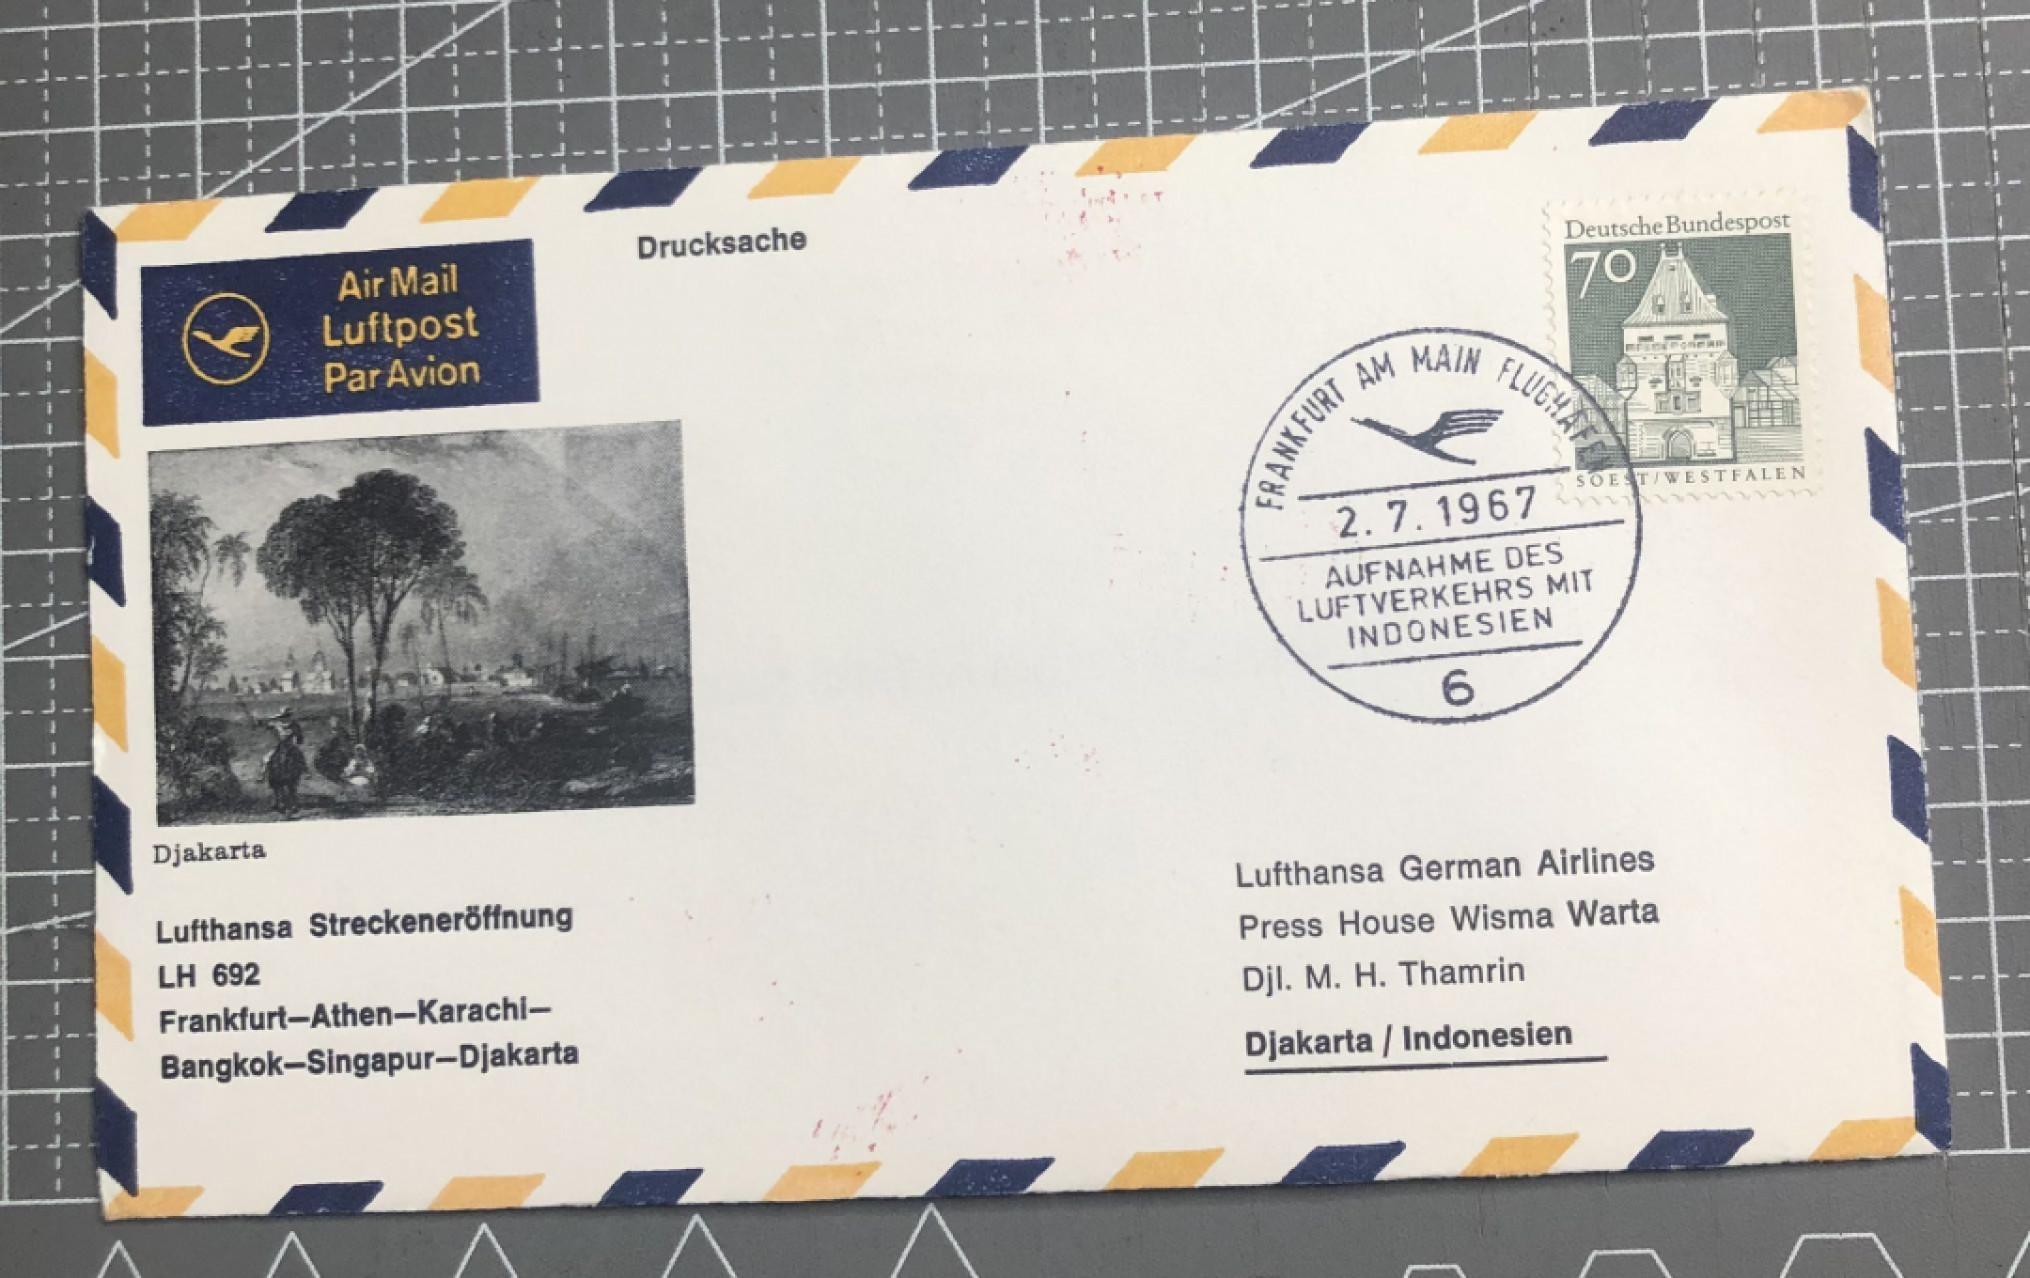 Drucksache
Air Mail
Luftpost
Par Avion
Deutsche Bundespost
70
SOEST/WESTFALEN
FRANKFURT AM MAIN FLUGHAFEN
2.7.1967
AUFNAHME DES
LUFTVERKEHRS MIT
INDONESIEN
6
Djakarta
Lufthansa Streckeneröffnung
LH 692
Frankfurt—Athen—Karachi—
Bangkok—Singapur—Djakarta
Lufthansa German Airlines
Press House Wisma Warta
Djl. M. H. Thamrin
Djakarta / Indonesien